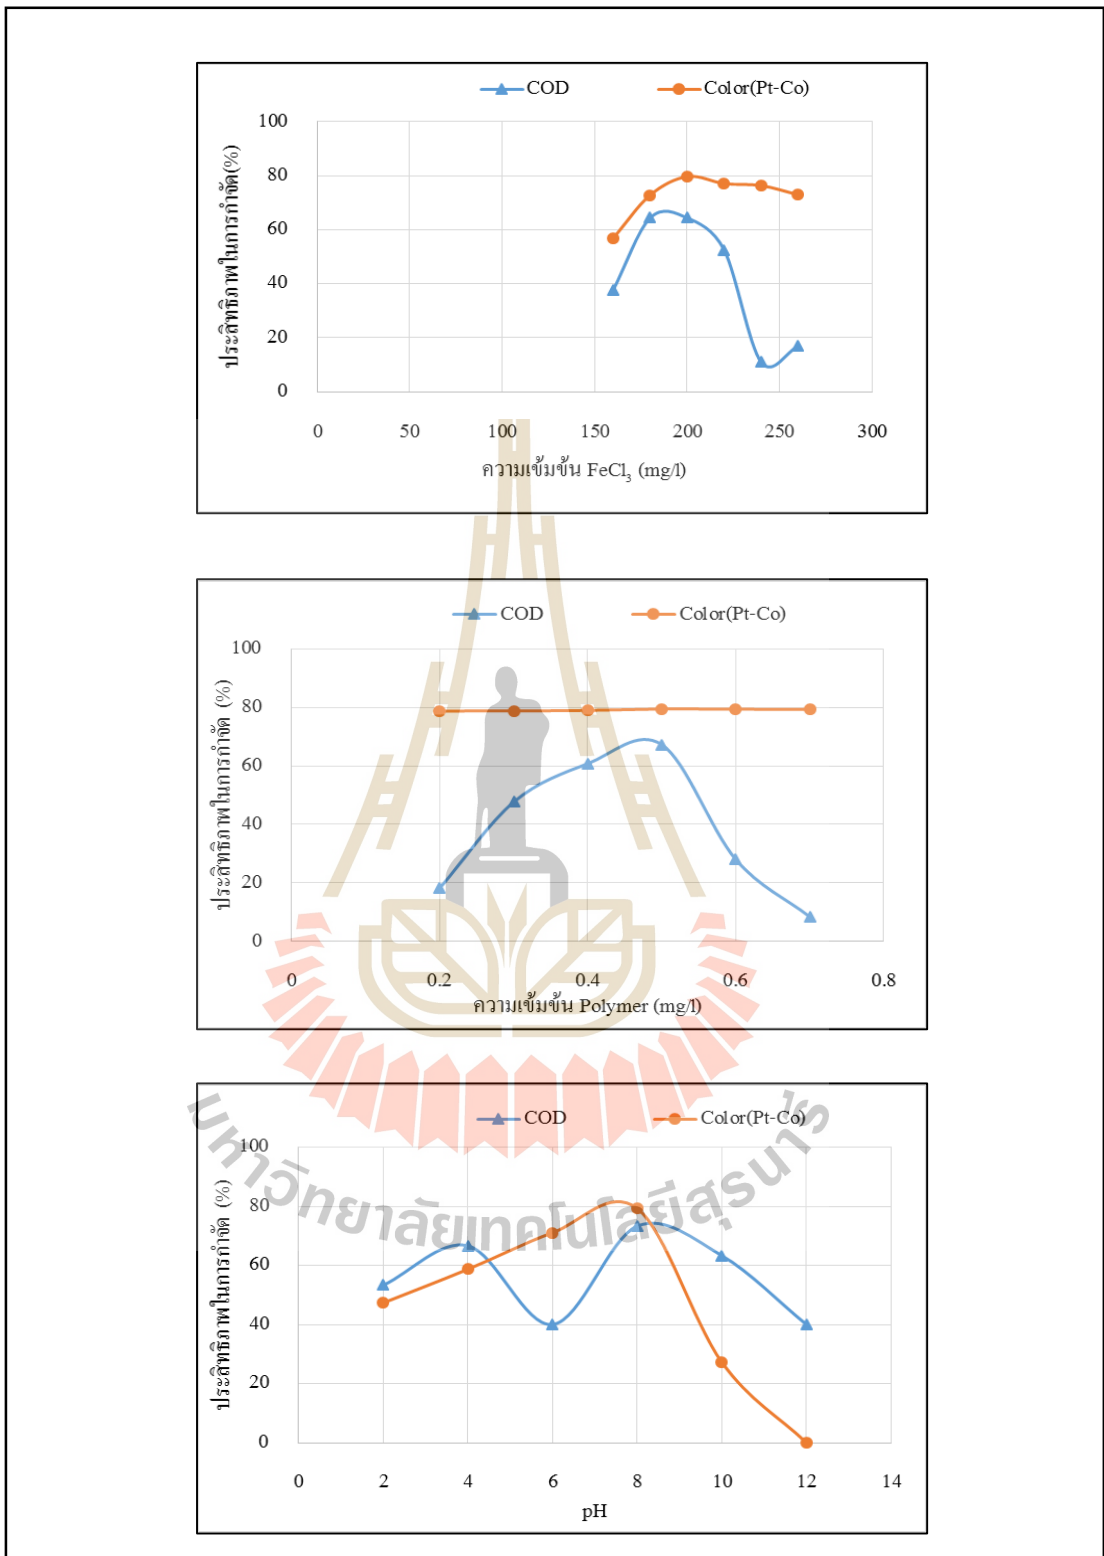 COD Color(Pt-Co)
ประสิทธิภาพในการกำจัด(%)
100
80
60
40
20
0
0 50 100 150 200 250 300
ความเข้มข้น FeCl₃ (mg/l)
COD Color(Pt-Co)
ประสิทธิภาพในการกำจัด (%)
100
80
60
40
20
0
0 0.2 0.4 0.6 0.8
ความเข้มข้น Polymer (mg/l)
COD Color(Pt-Co)
ประสิทธิภาพในการกำจัด (%)
100
80
60
40
20
0
0 2 4 6 8 10 12 14
pH
มหาวิทยาลัยเทคโนโลยีสุรนารี